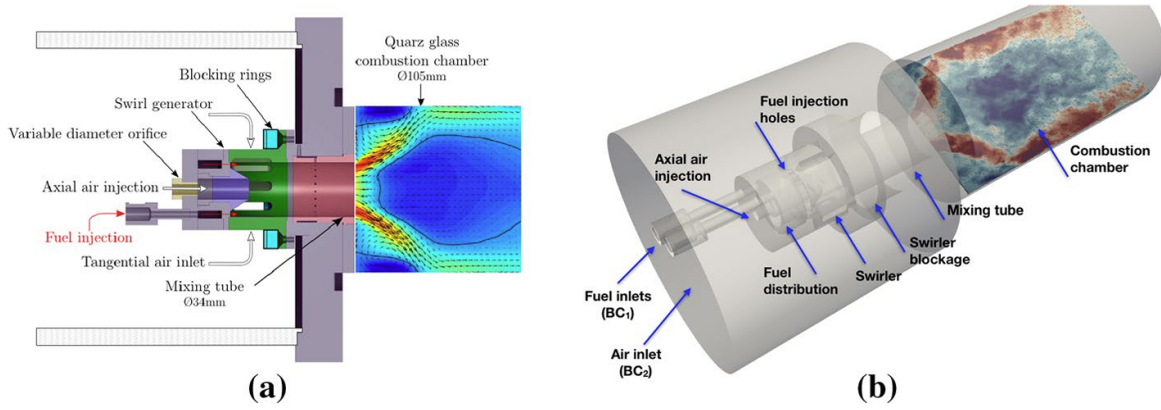 Quarz glass
combustion chamber
Ø105mm
Blocking rings
Swirl generator
Variable diameter orifice
Axial air injection
Fuel injection
Tangential air inlet
Mixing tube
Ø34mm
(a)
Fuel injection
holes
Axial air
injection
Combustion
chamber
Mixing tube
Swirler
blockage
Swirler
Fuel
distribution
Fuel inlets
(BC₁)
Air inlet
(BC₂)
(b)